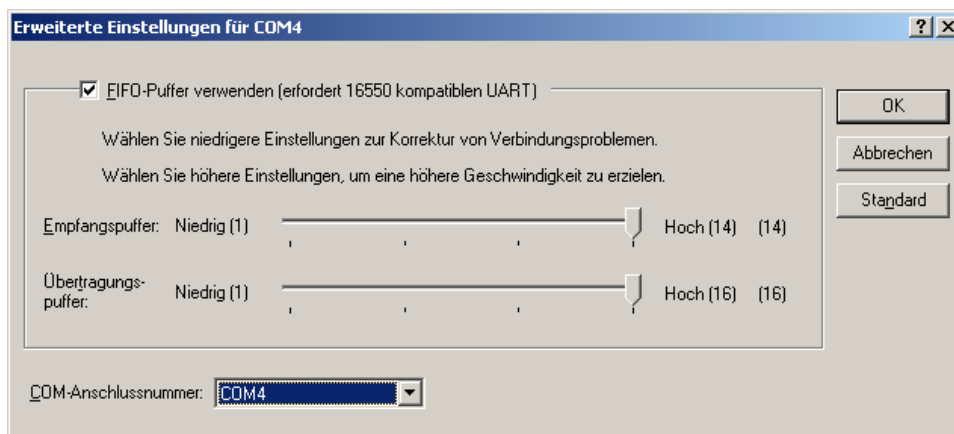 Erweiterte Einstellungen für COM4
FIFO-Puffer verwenden (erfordert 16550 kompatiblen UART)
OK
Wählen Sie niedrigere Einstellungen zur Korrektur von Verbindungsproblemen.
Abbrechen
Wählen Sie höhere Einstellungen, um eine höhere Geschwindigkeit zu erzielen.
Standard
Empfangspuffer: Niedrig (1) Hoch (14) (14)
Übertragungs-
puffer: Niedrig (1) Hoch (16) (16)
COM-Anschlussnummer: COM4